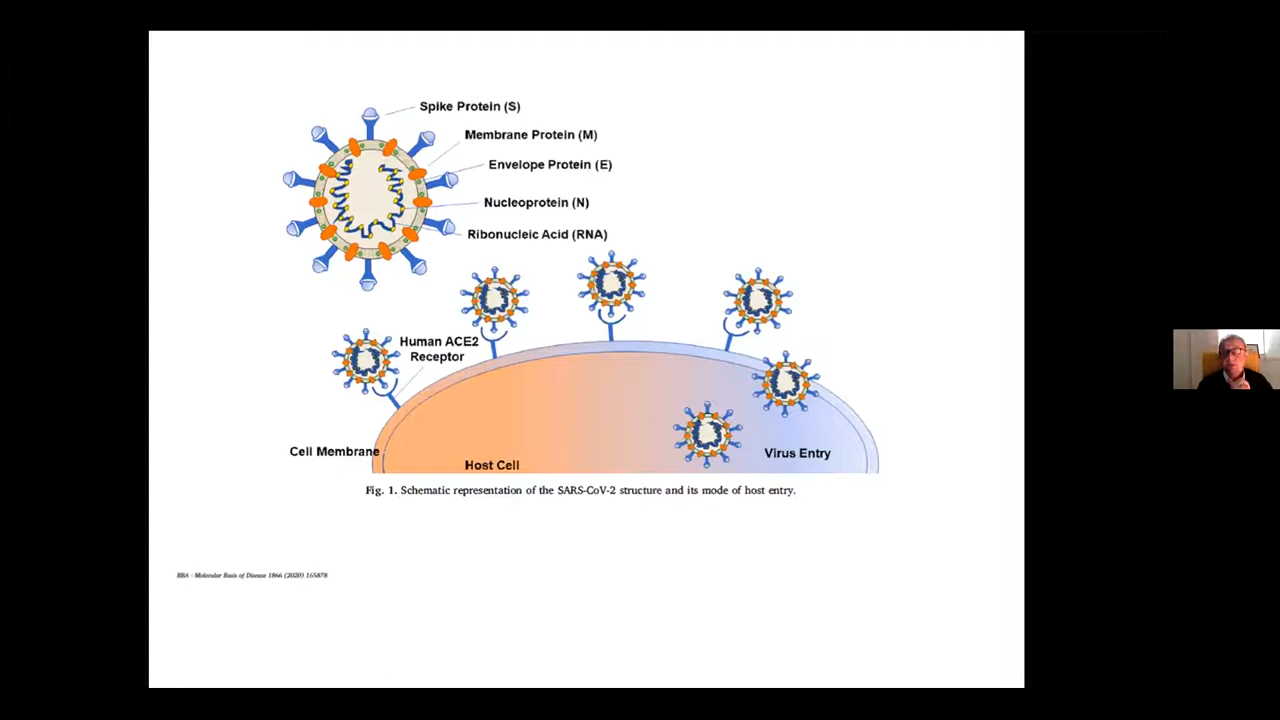 Spike Protein (S)
Membrane Protein (M)
Envelope Protein (E)
Nucleoprotein (N)
Ribonucleic Acid (RNA)
Human ACE2
Receptor
Cell Membrane
Host Cell
Virus Entry
Fig. 1. Schematic representation of the SARS-CoV-2 structure and its mode of host entry.
BBA - Molecular Basis of Disease 1866 (2020) 165878